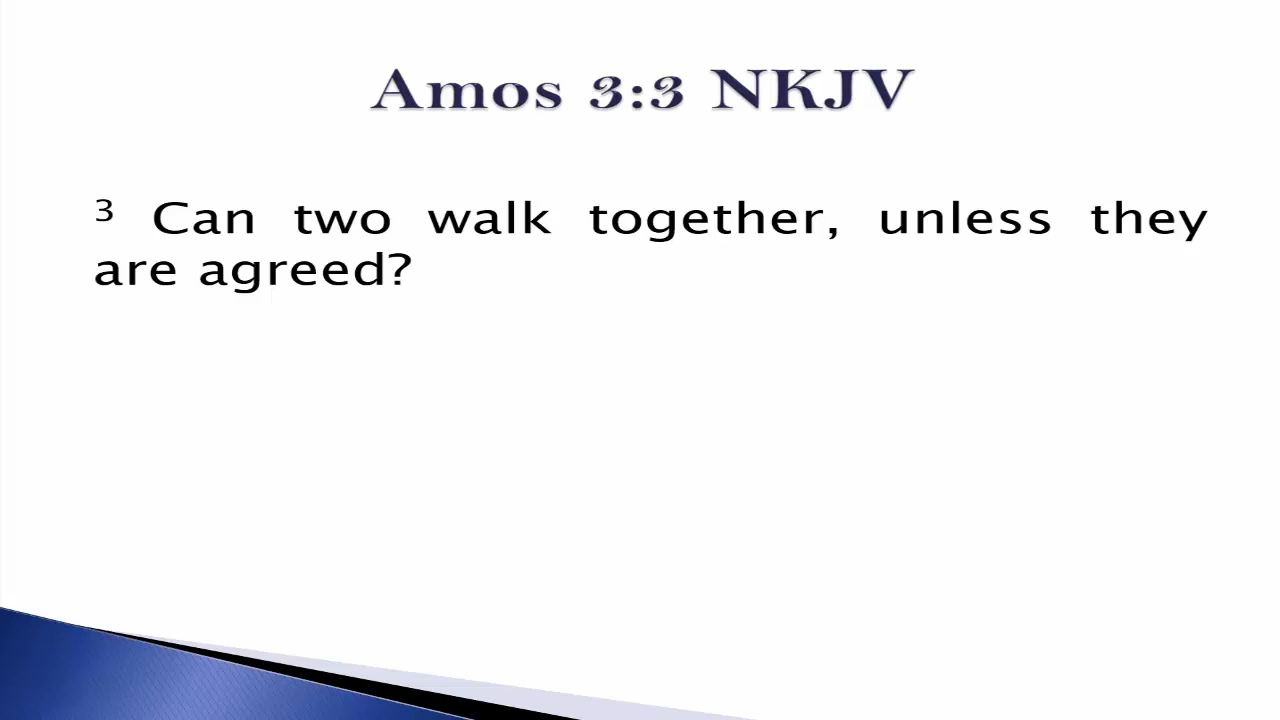 Amos 3:3 NKJV
³ Can two walk together, unless they
are agreed?